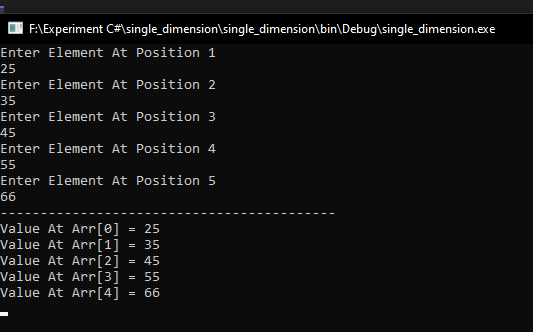 F:\Experiment C#\single_dimension\single_dimension\bin\Debug\single_dimension.exe
Enter Element At Position 1
25
Enter Element At Position 2
35
Enter Element At Position 3
45
Enter Element At Position 4
55
Enter Element At Position 5
66
------------------------------------------
Value At Arr[0] = 25
Value At Arr[1] = 35
Value At Arr[2] = 45
Value At Arr[3] = 55
Value At Arr[4] = 66